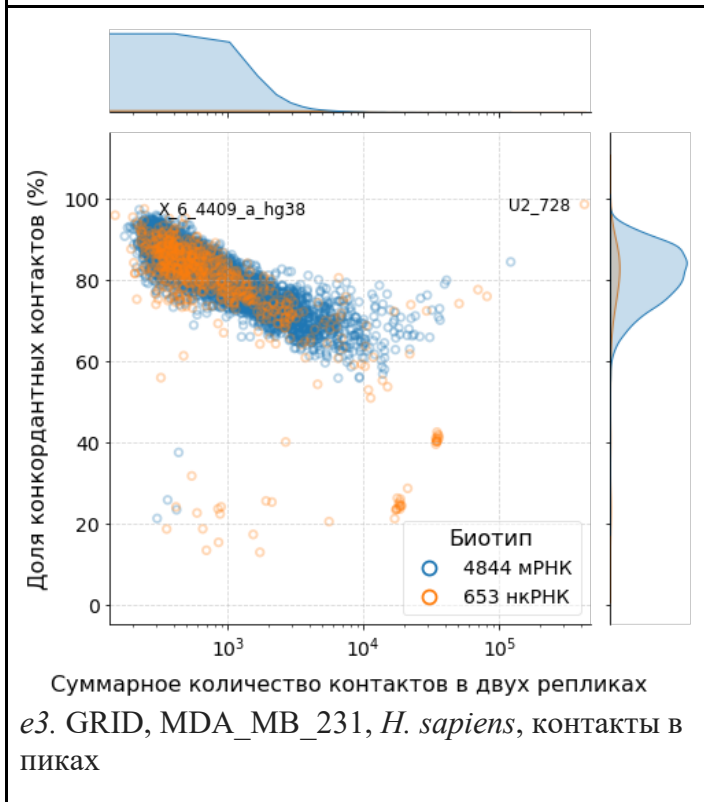 Доля конкордантных контактов (%)
100
80
60
40
20
0
X_6_4409_a_hg38
U2_728
Биотип
4844 мРНК
653 нкРНК
10³
10⁴
10⁵
Суммарное количество контактов в двух репликах
е3. GRID, MDA_MB_231, H. sapiens, контакты в
пиках